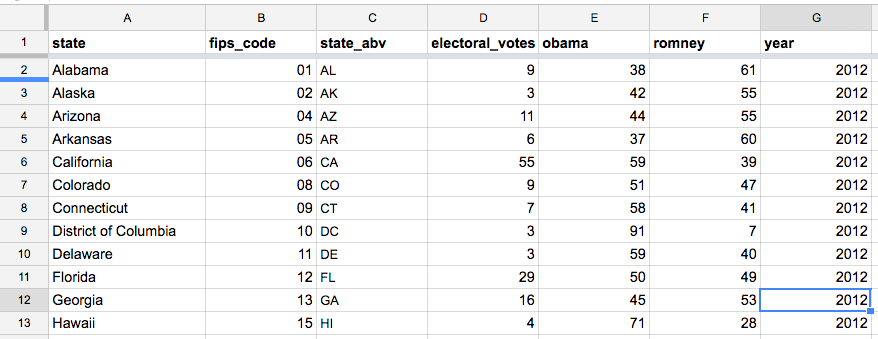 A B C D E F G
1 state fips_code state_abv electoral_votes obama romney year
2 Alabama 01 AL 9 38 61 2012
3 Alaska 02 AK 3 42 55 2012
4 Arizona 04 AZ 11 44 55 2012
5 Arkansas 05 AR 6 37 60 2012
6 California 06 CA 55 59 39 2012
7 Colorado 08 CO 9 51 47 2012
8 Connecticut 09 CT 7 58 41 2012
9 District of Columbia 10 DC 3 91 7 2012
10 Delaware 11 DE 3 59 40 2012
11 Florida 12 FL 29 50 49 2012
12 Georgia 13 GA 16 45 53 2012
13 Hawaii 15 HI 4 71 28 2012